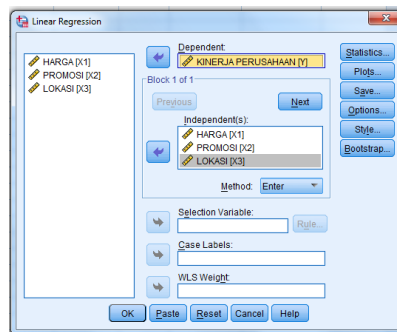 Linear Regression
HARGA [X1]
PROMOSI [X2]
LOKASI [X3]
Dependent:
KINERJA PERUSAHAAN [Y]
Block 1 of 1
Previous
Next
Independent(s):
HARGA [X1]
PROMOSI [X2]
LOKASI [X3]
Method:
Enter
Selection Variable:
Rule...
Case Labels:
WLS Weight:
Statistics...
Plots...
Save...
Options...
Style...
Bootstrap...
OK
Paste
Reset
Cancel
Help